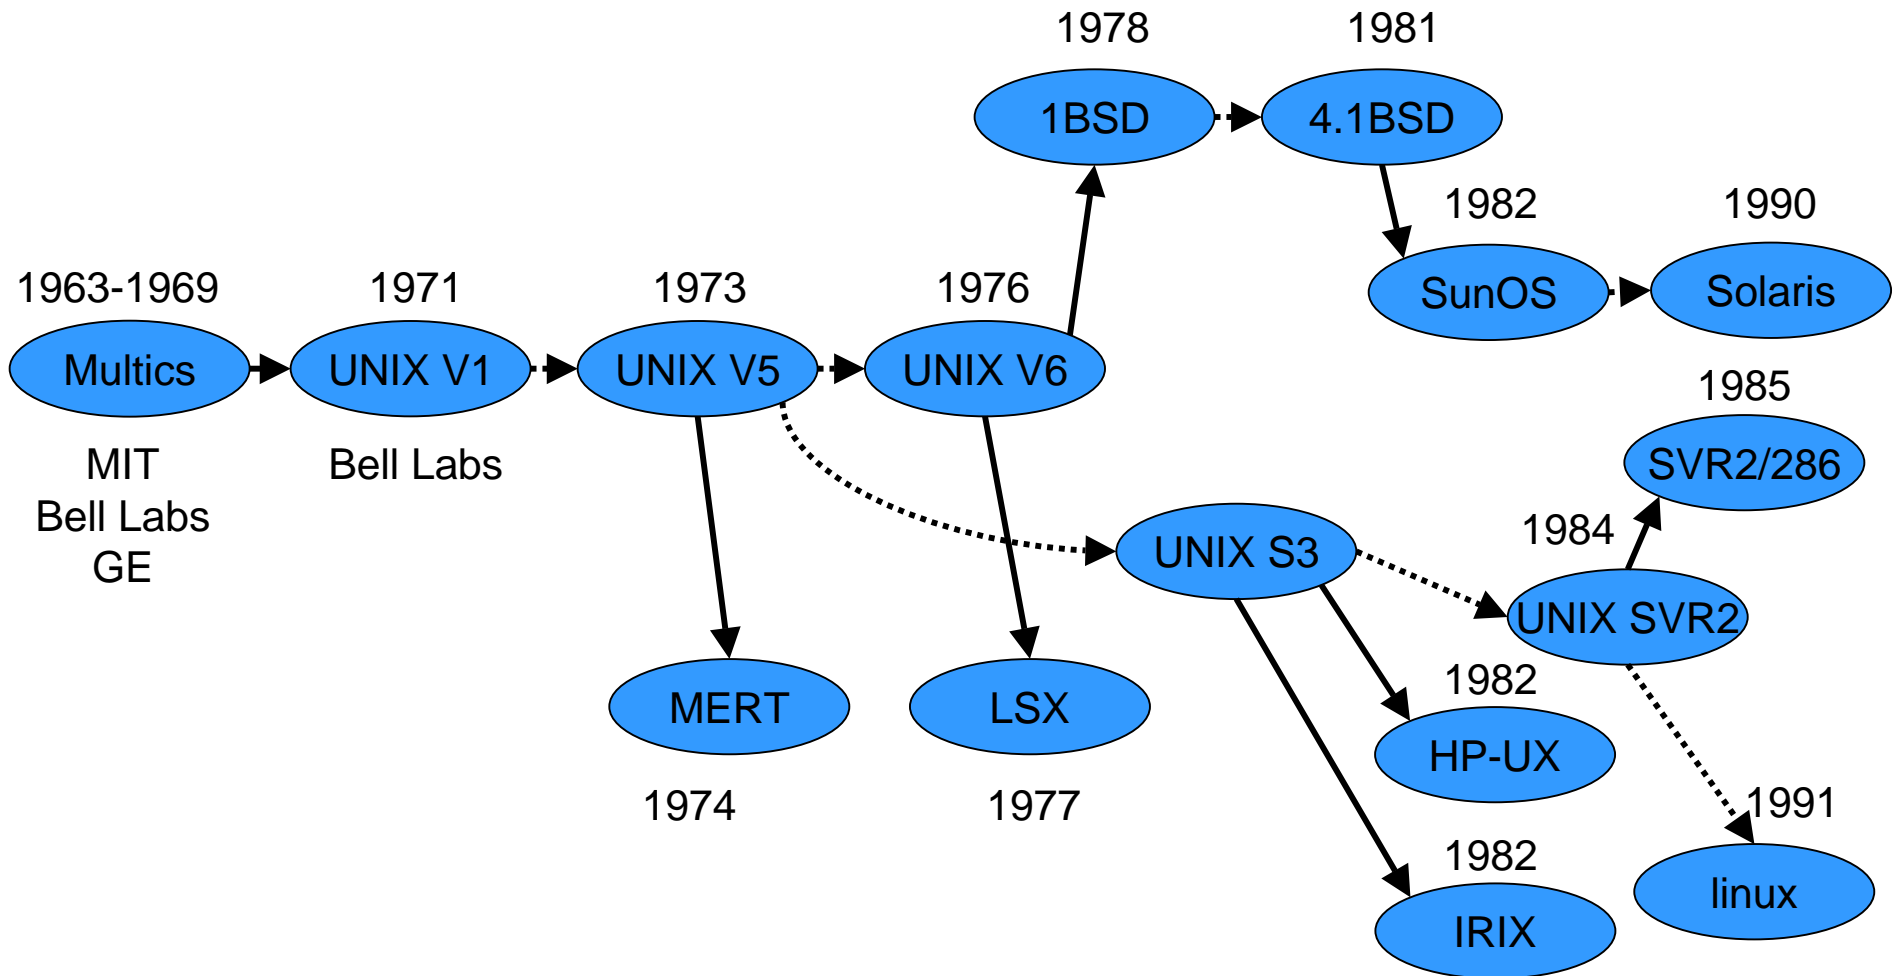 1978
1981
1BSD
4.1BSD
1982
1990
SunOS
Solaris
1963-1969
1971
1973
1976
Multics
UNIX V1
UNIX V5
UNIX V6
MIT
Bell Labs
GE
Bell Labs
1985
SVR2/286
1984
UNIX S3
UNIX SVR2
MERT
LSX
1974
1977
1982
HP-UX
1991
linux
1982
IRIX